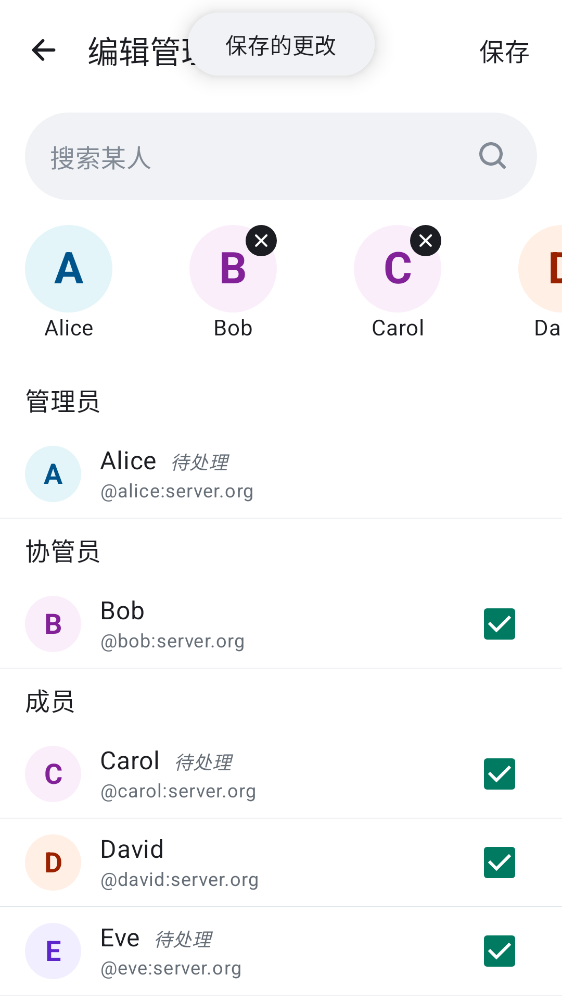 编辑管理
保存的更改
保存
搜索某人
A B C D
Alice Bob Carol Da
管理员
A Alice 待处理
@alice:server.org
协管员
B Bob
@bob:server.org
成员
C Carol 待处理
@carol:server.org
D David
@david:server.org
E Eve 待处理
@eve:server.org